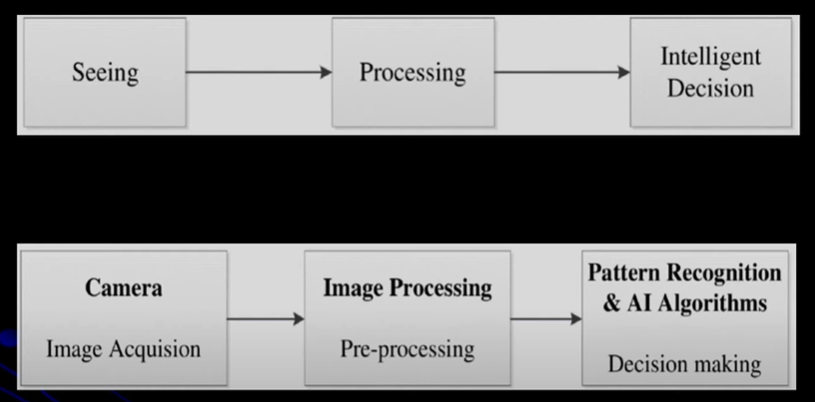 Seeing
Processing
Intelligent
Decision
Camera
Image Acquision
Image Processing
Pre-processing
Pattern Recognition
& AI Algorithms
Decision making